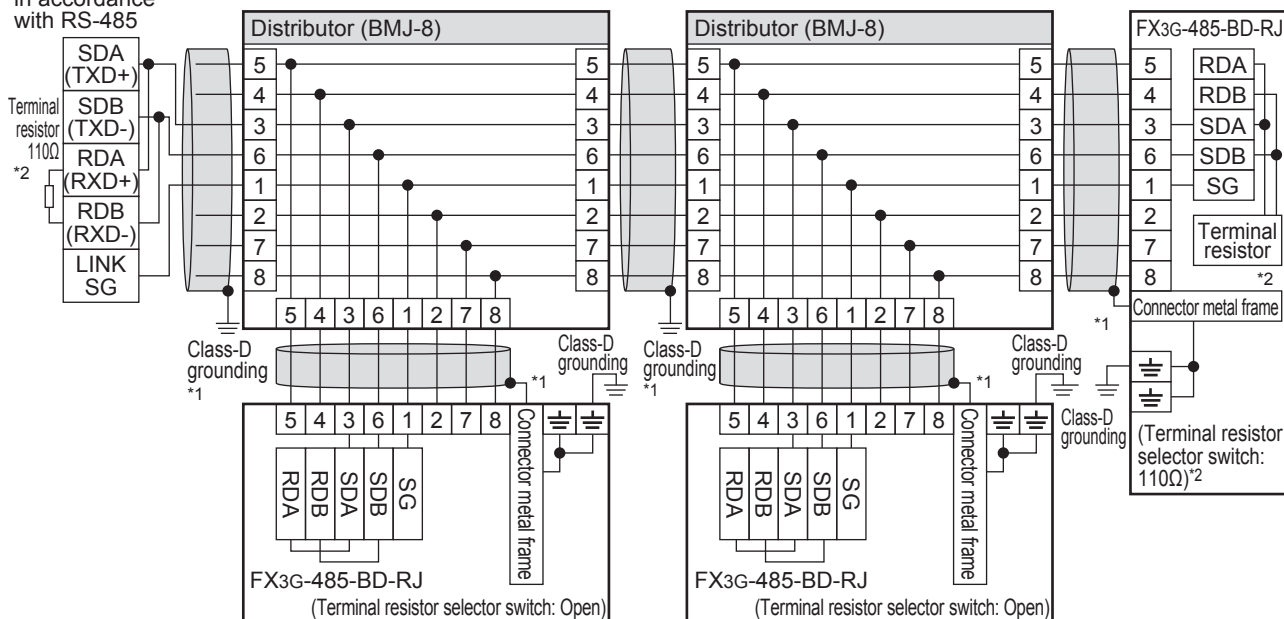 in accordance
with RS-485
SDA
(TXD+)
SDB
(TXD-)
RDA
(RXD+)
RDB
(RXD-)
LINK
SG
Terminal
resistor
110Ω
*2
Distributor (BMJ-8)
5
4
3
6
1
2
7
8
5
4
3
6
1
2
7
8
5 4 3 6 1 2 7 8
Class-D
grounding
*1
*1
Class-D
grounding
5 4 3 6 1 2 7 8
RDA
RDB
SDA
SDB
SG
Connector metal frame
FX3G-485-BD-RJ
(Terminal resistor selector switch: Open)
Distributor (BMJ-8)
5
4
3
6
1
2
7
8
5
4
3
6
1
2
7
8
5 4 3 6 1 2 7 8
Class-D
grounding
*1
*1
Class-D
grounding
5 4 3 6 1 2 7 8
RDA
RDB
SDA
SDB
SG
Connector metal frame
FX3G-485-BD-RJ
(Terminal resistor selector switch: Open)
FX3G-485-BD-RJ
5
4
3
6
1
2
7
8
RDA
RDB
SDA
SDB
SG
Terminal
resistor
*2
*1
Connector metal frame
Class-D
grounding
(Terminal resistor
selector switch:
110Ω)*2